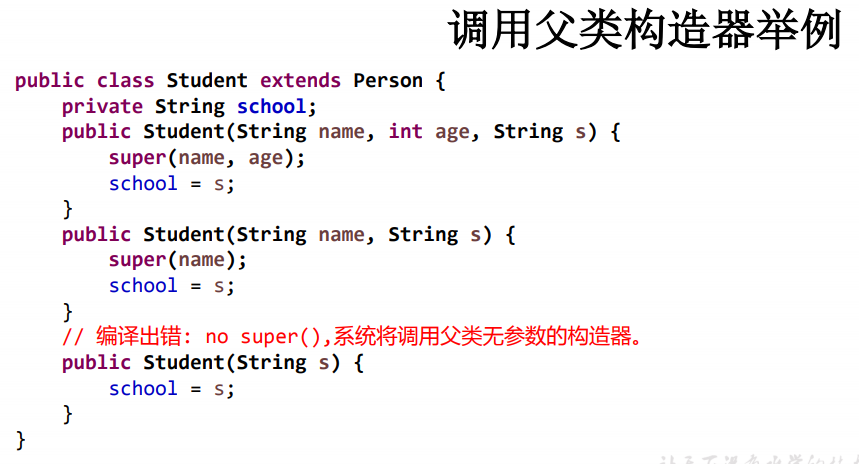 调用父类构造器举例
public class Student extends Person {
private String school;
public Student(String name, int age, String s) {
super(name, age);
school = s;
}
public Student(String name, String s) {
super(name);
school = s;
}
// 编译出错: no super(),系统将调用父类无参数的构造器。
public Student(String s) {
school = s;
}
}